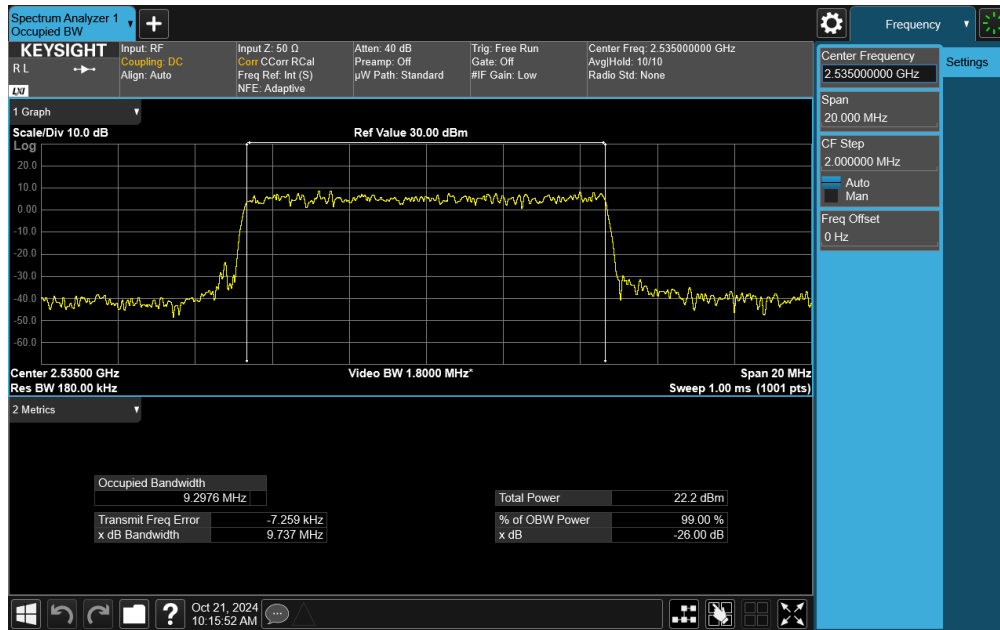 Spectrum Analyzer 1
Occupied BW
Frequency
KEYSIGHT
R L
LXI
Input: RF
Coupling: DC
Align: Auto
Input Z: 50 Ω
Corr CCorr RCal
Freq Ref: Int (S)
NFE: Adaptive
Atten: 40 dB
Preamp: Off
µW Path: Standard
Trig: Free Run
Gate: Off
#IF Gain: Low
Center Freq: 2.535000000 GHz
Avg|Hold: 10/10
Radio Std: None
Center Frequency
2.535000000 GHz
Settings
Span
20.000 MHz
CF Step
2.000000 MHz
Auto
Man
Freq Offset
0 Hz
1 Graph
Scale/Div 10.0 dB
Ref Value 30.00 dBm
Log
20.0
10.0
0.00
-10.0
-20.0
-30.0
-40.0
-50.0
-60.0
Center 2.53500 GHz
Video BW 1.8000 MHz*
Span 20 MHz
Res BW 180.00 kHz
Sweep 1.00 ms (1001 pts)
2 Metrics
Occupied Bandwidth
9.2976 MHz
Total Power 22.2 dBm
Transmit Freq Error -7.259 kHz
% of OBW Power 99.00 %
x dB Bandwidth 9.737 MHz
x dB -26.00 dB
?
Oct 21, 2024
10:15:52 AM